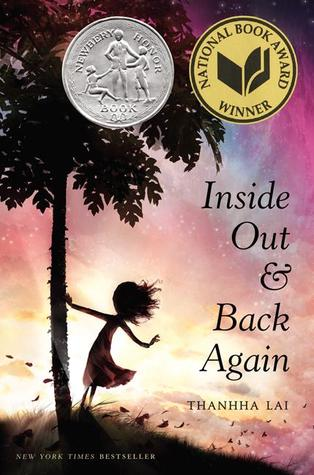 NEWBERY HONOR
BOOK
NATIONAL BOOK AWARD
WINNER
Inside
Out
&
Back
Again
THANHHA LAI
NEW YORK TIMES BESTSELLER